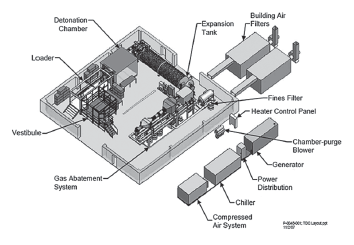 Detonation
Chamber
Expansion
Tank
Building Air
Filters
Loader
Fines Filter
Heater Control Panel
Vestibule
Chamber-purge
Blower
Generator
Gas Abatement
System
Power
Distribution
Chiller
Compressed
Air System